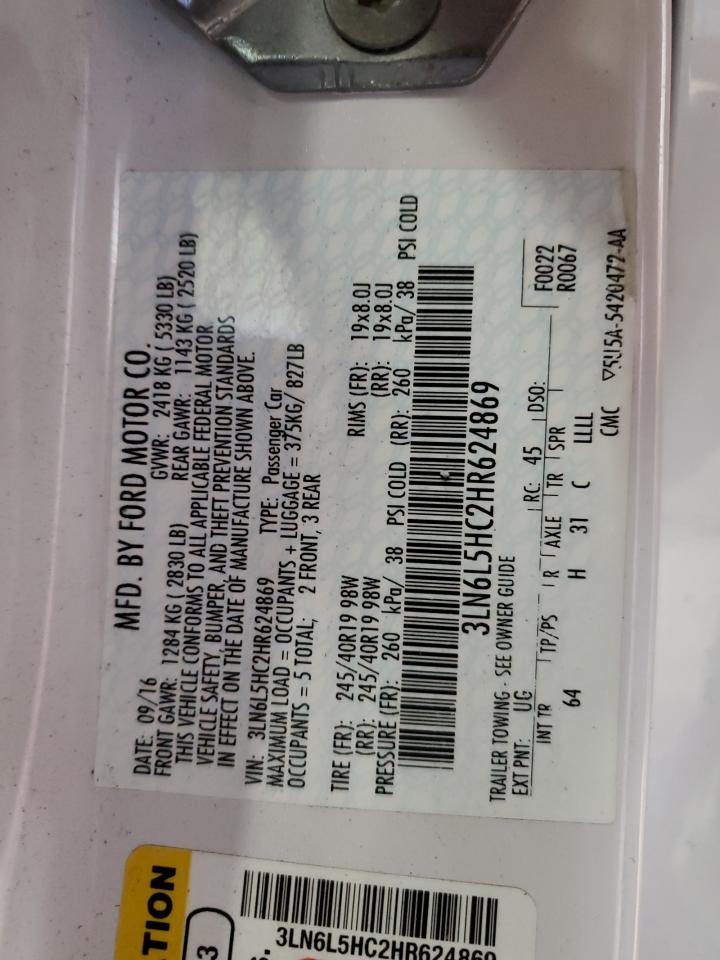 MFD. BY FORD MOTOR CO.
DATE: 09/16 GVWR: 2418 KG ( 5330 LB)
FRONT GAWR: 1284 KG ( 2830 LB) REAR GAWR: 1143 KG ( 2520 LB)
THIS VEHICLE CONFORMS TO ALL APPLICABLE FEDERAL MOTOR
VEHICLE SAFETY, BUMPER, AND THEFT PREVENTION STANDARDS
IN EFFECT ON THE DATE OF MANUFACTURE SHOWN ABOVE.
VIN: 3LN6L5HC2HR624869 TYPE: Passenger Car
MAXIMUM LOAD = OCCUPANTS + LUGGAGE = 375KG/ 827LB
OCCUPANTS = 5 TOTAL; 2 FRONT, 3 REAR
TIRE (FR): 245/40R19 98W RIMS (FR): 19x8.0J
(RR): 245/40R19 98W (RR): 19x8.0J
PRESSURE (FR): 260 kPa/ 38 PSI COLD (RR): 260 kPa/ 38 PSI COLD
3LN6L5HC2HR624869
TRAILER TOWING - SEE OWNER GUIDE
EXT PNT: UG RC: 45 DSO: F0022
R0067
INT TR TP/PS R AXLE TR SPR
64 H 31 C LLLL
CMC ▽5U5A-5420472-AA
TION
3
3LN6L5HC2HR624869